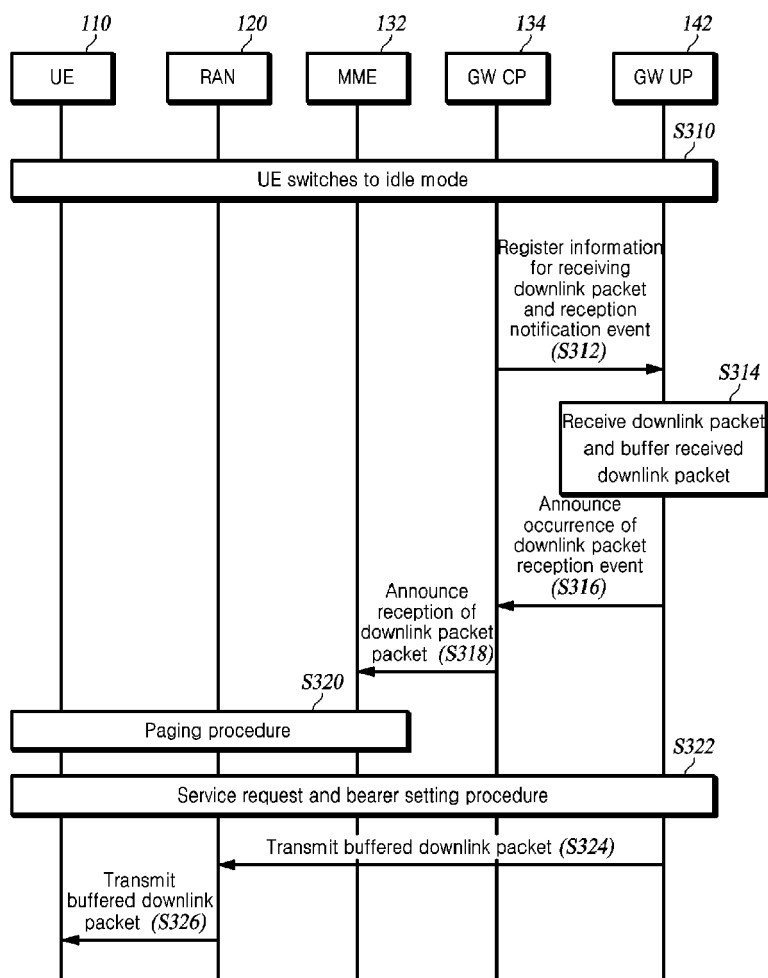 110
120
132
134
142
UE
RAN
MME
GW CP
GW UP
S310
UE switches to idle mode
Register information
for receiving
downlink packet
and reception
notification event
(S312)
S314
Receive downlink packet
and buffer received
downlink packet
Announce
occurrence of
downlink packet
reception event
(S316)
Announce
reception of
downlink packet
packet (S318)
S320
Paging procedure
S322
Service request and bearer setting procedure
Transmit buffered downlink packet (S324)
Transmit
buffered downlink
packet (S326)